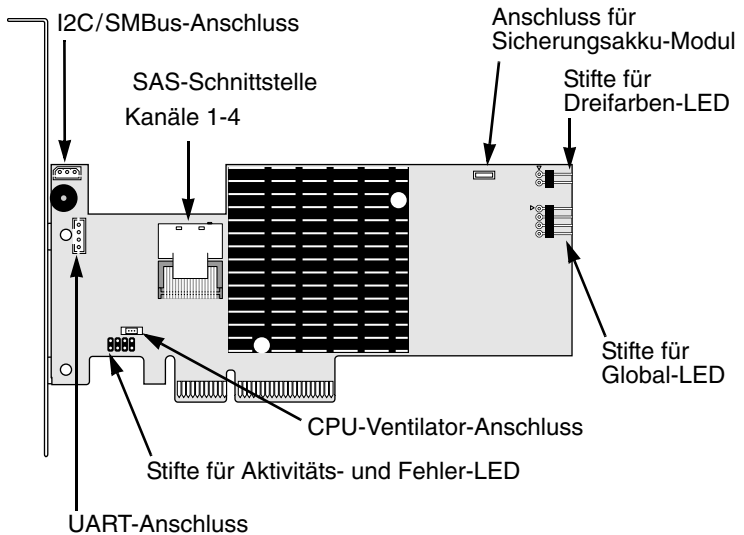 I2C/SMBus-Anschluss
Anschluss für
Sicherungsakku-Modul
SAS-Schnittstelle
Kanäle 1-4
Stifte für
Dreifarben-LED
Stifte für
Global-LED
CPU-Ventilator-Anschluss
Stifte für Aktivitäts- und Fehler-LED
UART-Anschluss